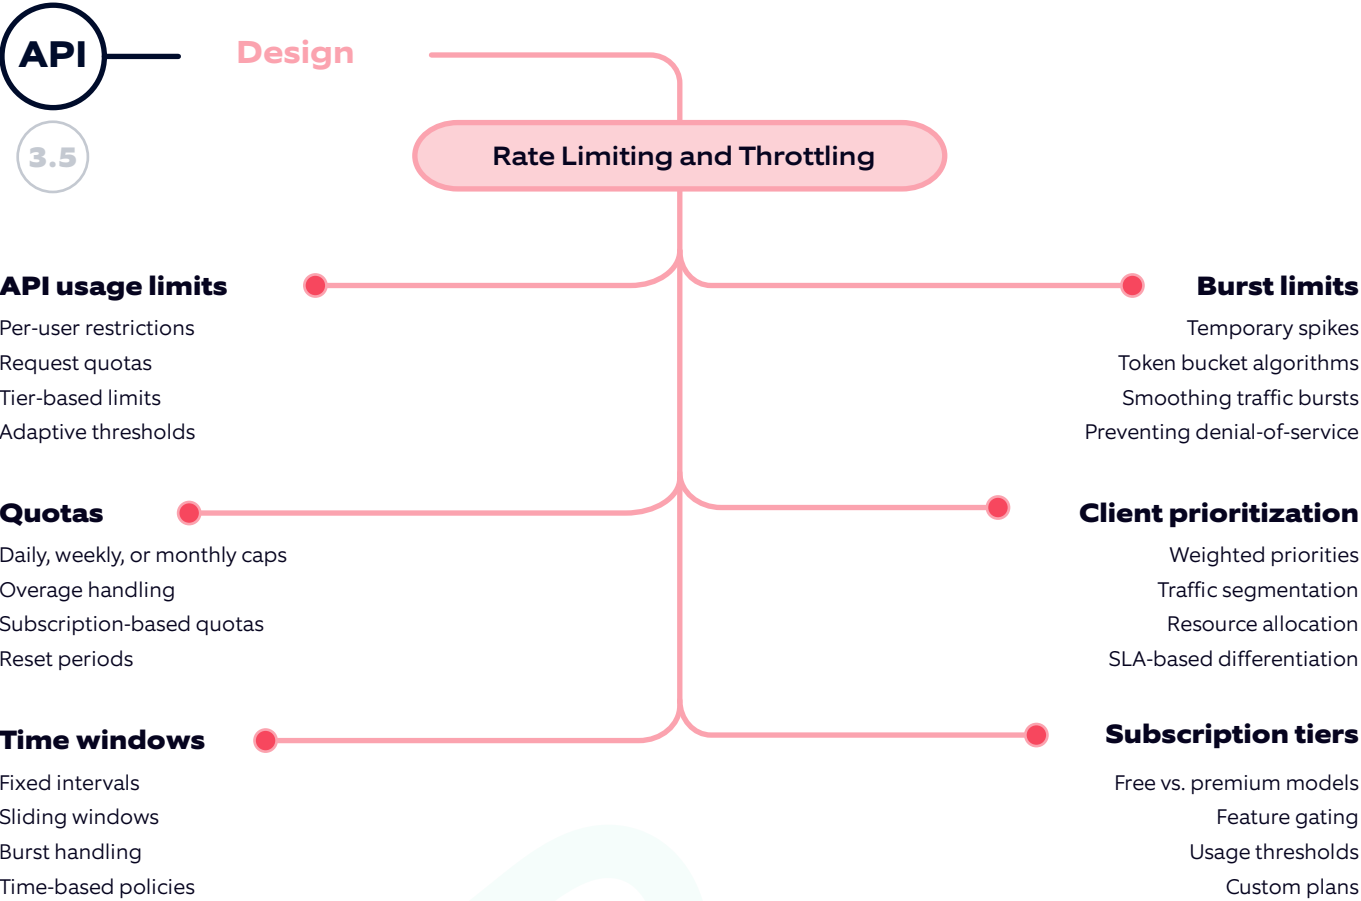 API
Design
3.5
Rate Limiting and Throttling
API usage limits
Per-user restrictions
Request quotas
Tier-based limits
Adaptive thresholds
Burst limits
Temporary spikes
Token bucket algorithms
Smoothing traffic bursts
Preventing denial-of-service
Quotas
Daily, weekly, or monthly caps
Overage handling
Subscription-based quotas
Reset periods
Client prioritization
Weighted priorities
Traffic segmentation
Resource allocation
SLA-based differentiation
Time windows
Fixed intervals
Sliding windows
Burst handling
Time-based policies
Subscription tiers
Free vs. premium models
Feature gating
Usage thresholds
Custom plans